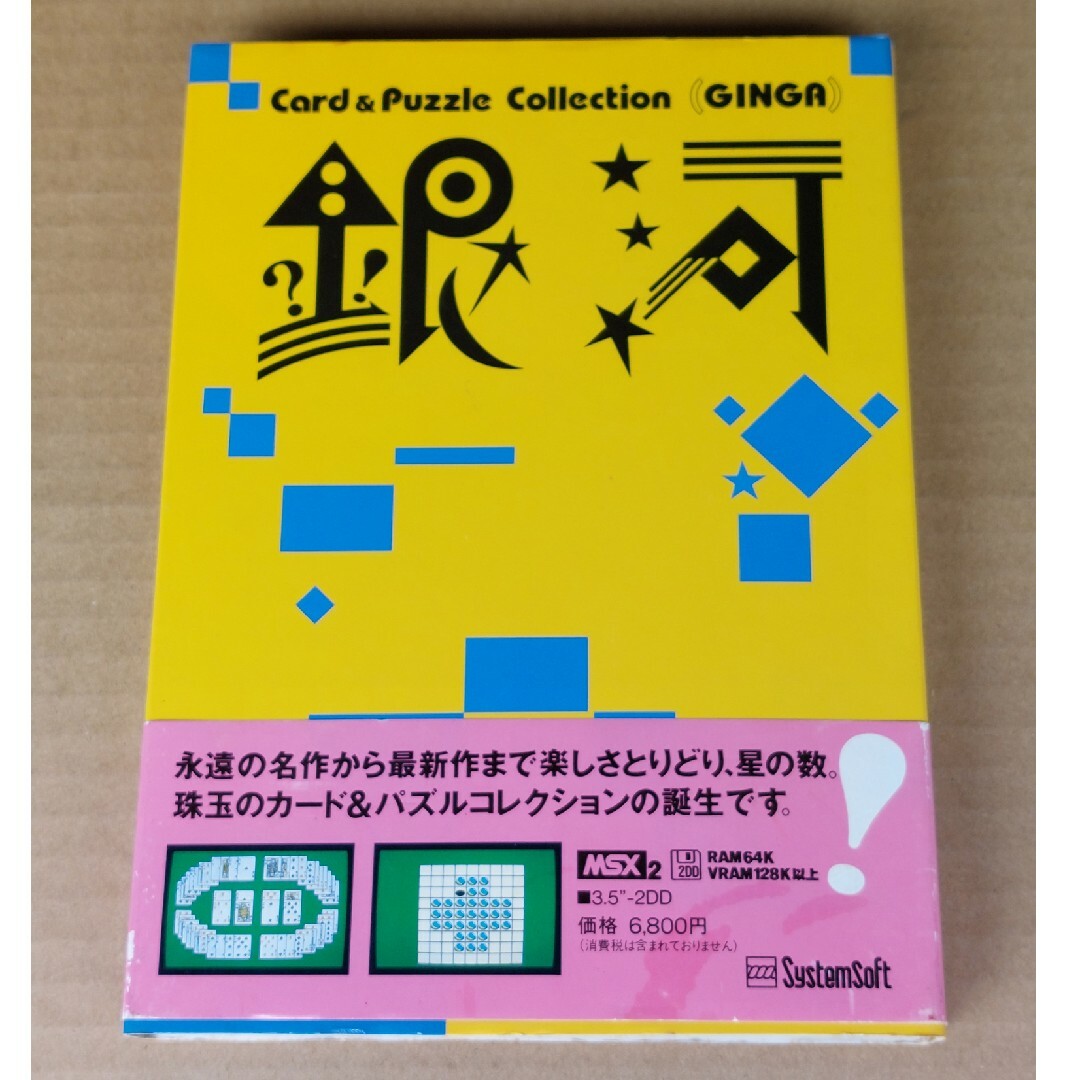 Card & Puzzle Collection (GINGA)
銀河
永遠の名作から最新作まで楽しさとりどり、星の数。
珠玉のカード&パズルコレクションの誕生です。
!
MSX2 2DD RAM64K
VRAM128K以上
■3.5"-2DD
価格 6,800円
(消費税は含まれておりません)
SystemSoft